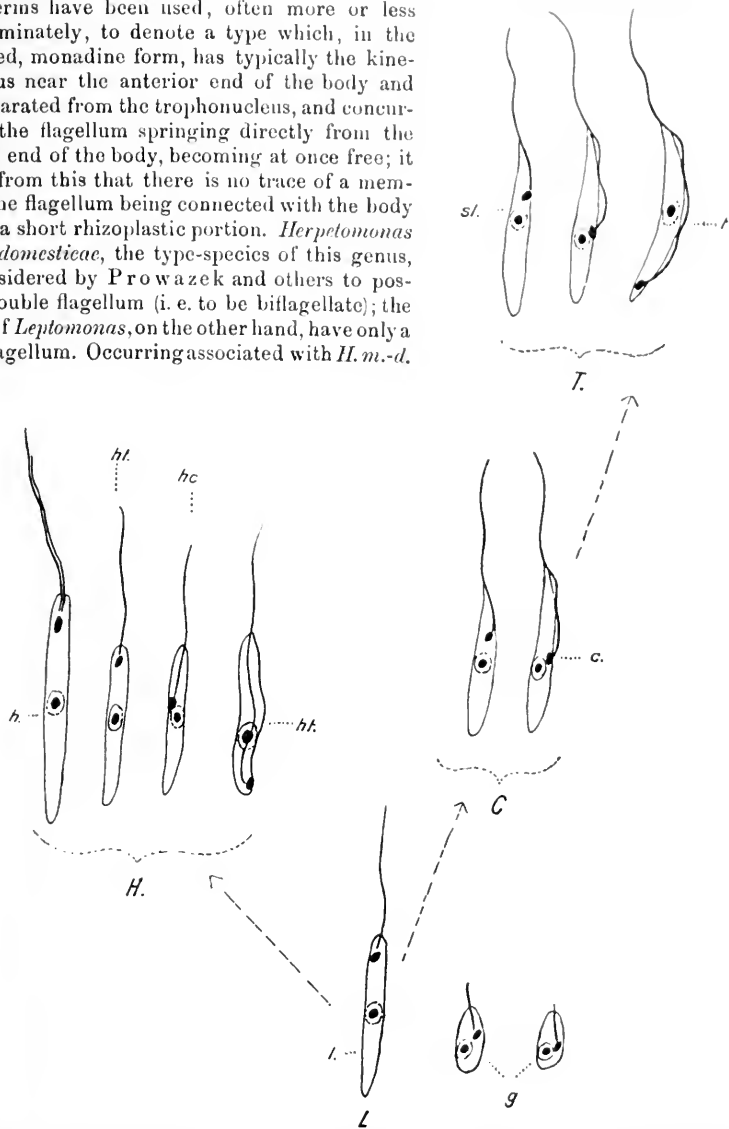 erms have been used, often more or less
minately, to denote a type which, in the
ed, monadine form, has typically the kine-
us near the anterior end of the body and
arated from the trophonucleus, and concur-
the flagellum springing directly from the
end of the body, becoming at once free; it
from this that there is no trace of a mem-
ne flagellum being connected with the body
a short rhizoplastic portion. Herpetomonas
domesticae, the type-species of this genus,
sidered by Prowazek and others to pos-
ouble flagellum (i. e. to be biflagellate); the
f Leptomonas, on the other hand, have only a
agellum. Occurring associated with H. m.-d.
sl.
t
T.
hl.
hc
h.
ht.
H.
c.
C
l.
L
g